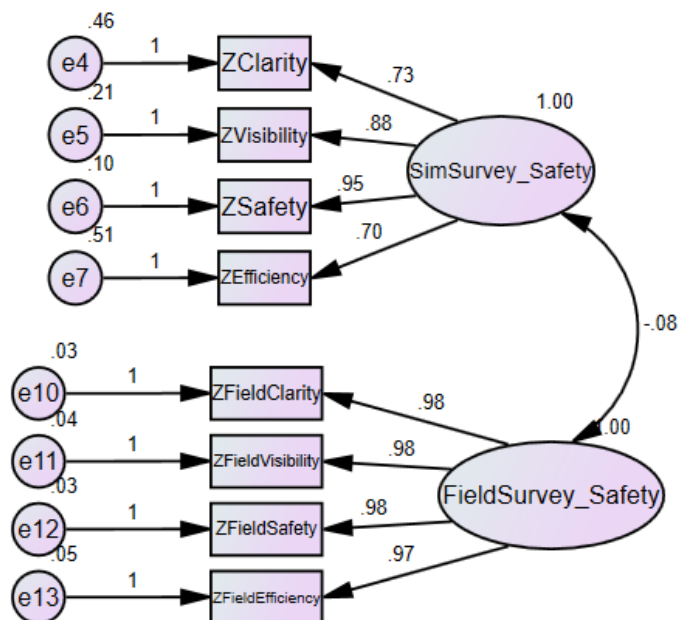 .46
e4
1
ZClarity
.73
.21
e5
1
ZVisibility
.88
1.00
SimSurvey_Safety
.10
e6
1
ZSafety
.95
.51
e7
1
ZEfficiency
.70
-.08
.03
e10
1
ZFieldClarity
.98
.04
e11
1
ZFieldVisibility
.98
1.00
FieldSurvey_Safety
.03
e12
1
ZFieldSafety
.98
.05
e13
1
ZFieldEfficiency
.97